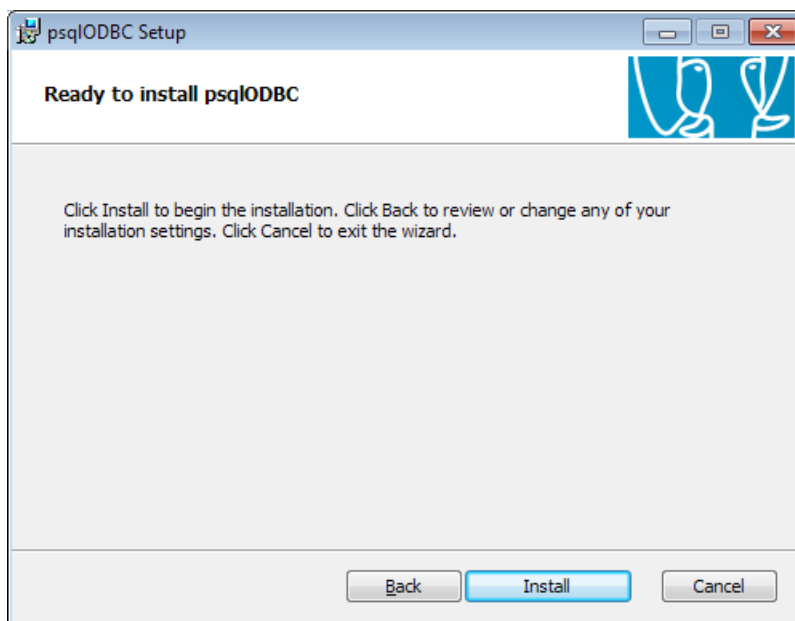 psqlODBC Setup
Ready to install psqlODBC
Click Install to begin the installation. Click Back to review or change any of your
installation settings. Click Cancel to exit the wizard.
Back
Install
Cancel